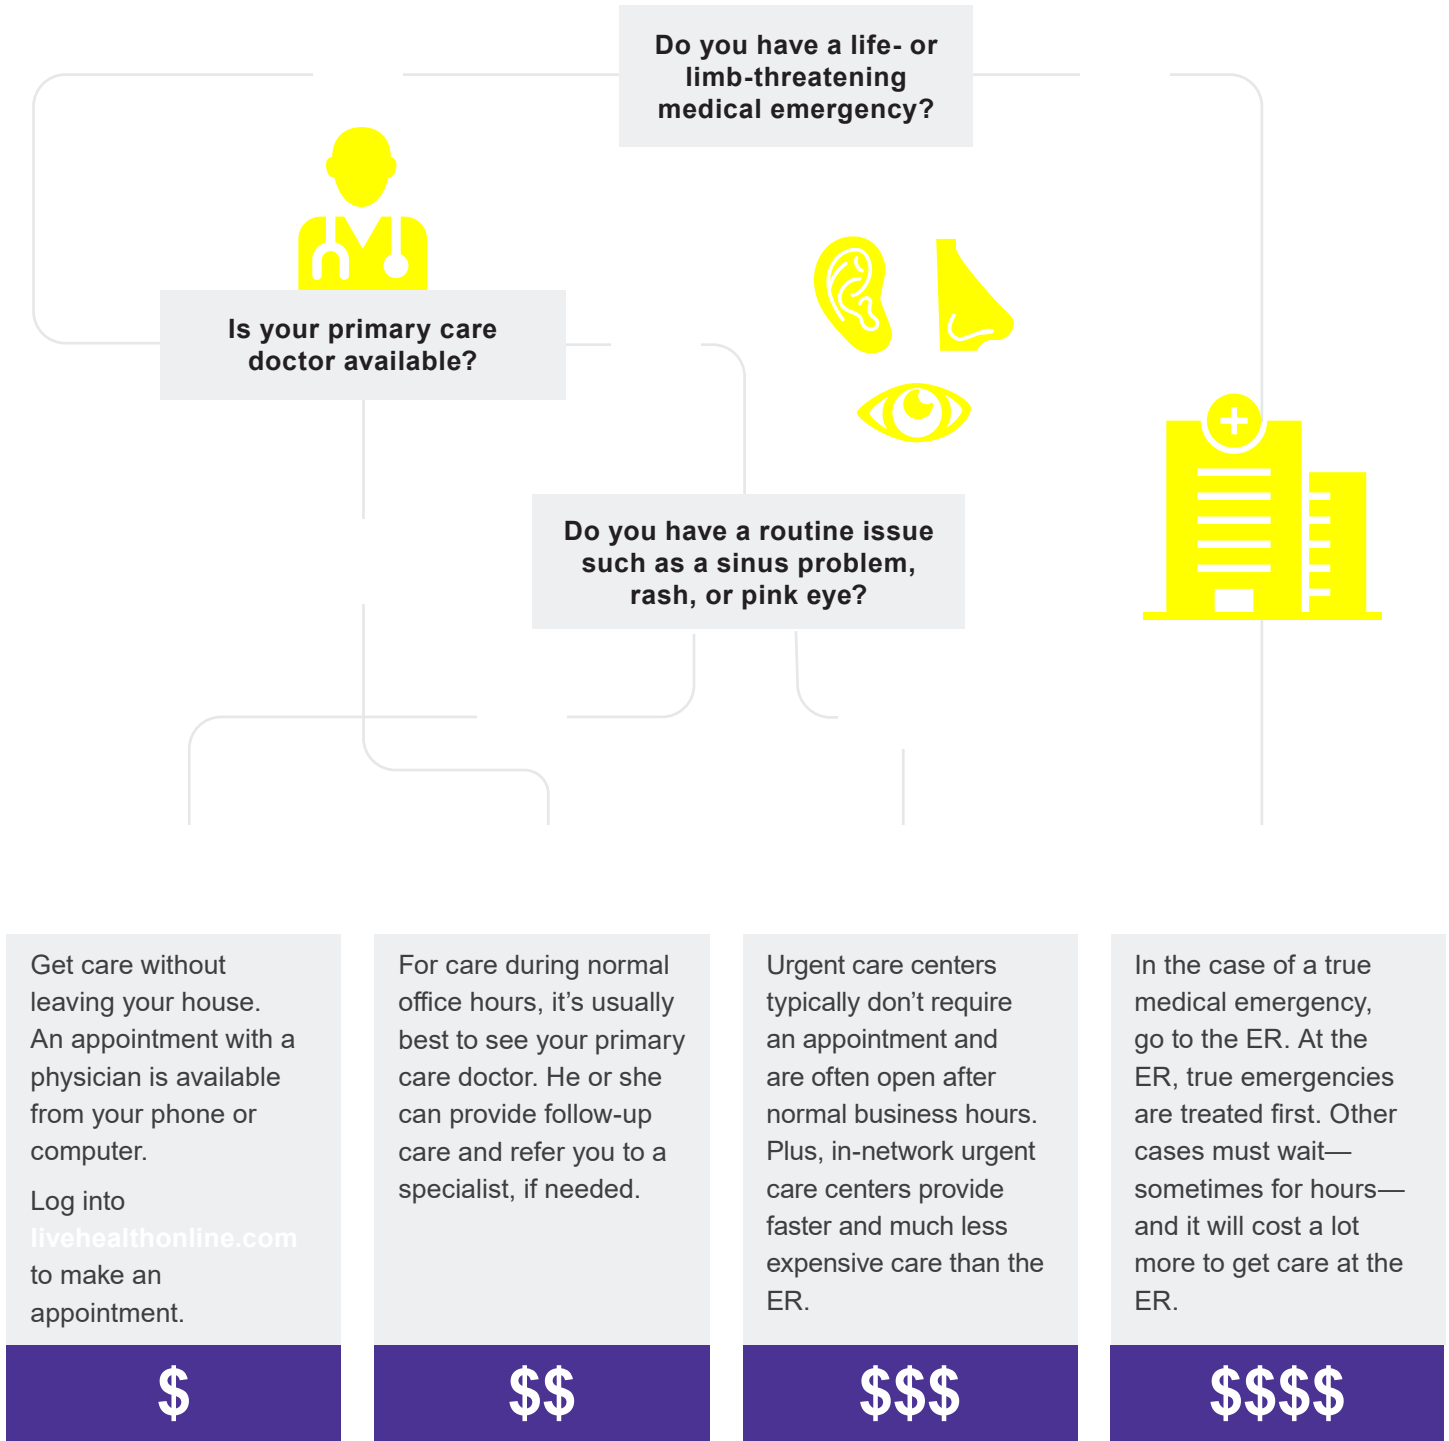 Do you have a life- or
limb-threatening
medical emergency?
Is your primary care
doctor available?
Do you have a routine issue
such as a sinus problem,
rash, or pink eye?
Get care without
leaving your house.
An appointment with a
physician is available
from your phone or
computer.
Log into
livehealthonline.com
to make an
appointment.
$
For care during normal
office hours, it’s usually
best to see your primary
care doctor. He or she
can provide follow-up
care and refer you to a
specialist, if needed.
$$
Urgent care centers
typically don’t require
an appointment and
are often open after
normal business hours.
Plus, in-network urgent
care centers provide
faster and much less
expensive care than the
ER.
$$$
In the case of a true
medical emergency,
go to the ER. At the
ER, true emergencies
are treated first. Other
cases must wait—
sometimes for hours—
and it will cost a lot
more to get care at the
ER.
$$$$